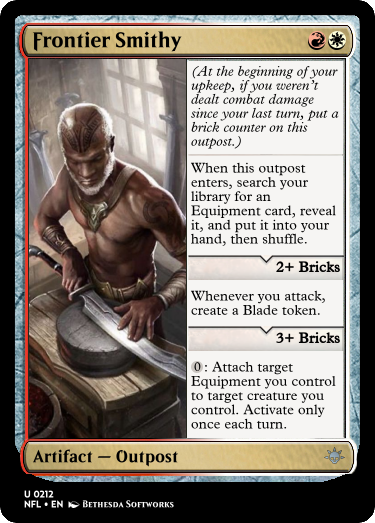 Frontier Smithy
(At the beginning of your
upkeep, if you weren't
dealt combat damage
since your last turn, put a
brick counter on this
outpost.)
When this outpost
enters, search your
library for an
Equipment card, reveal
it, and put it into your
hand, then shuffle.
2+ Bricks
Whenever you attack,
create a Blade token.
3+ Bricks
0: Attach target
Equipment you control
to target creature you
control. Activate only
once each turn.
Artifact — Outpost
U 0212
NFL • EN Bethesda Softworks